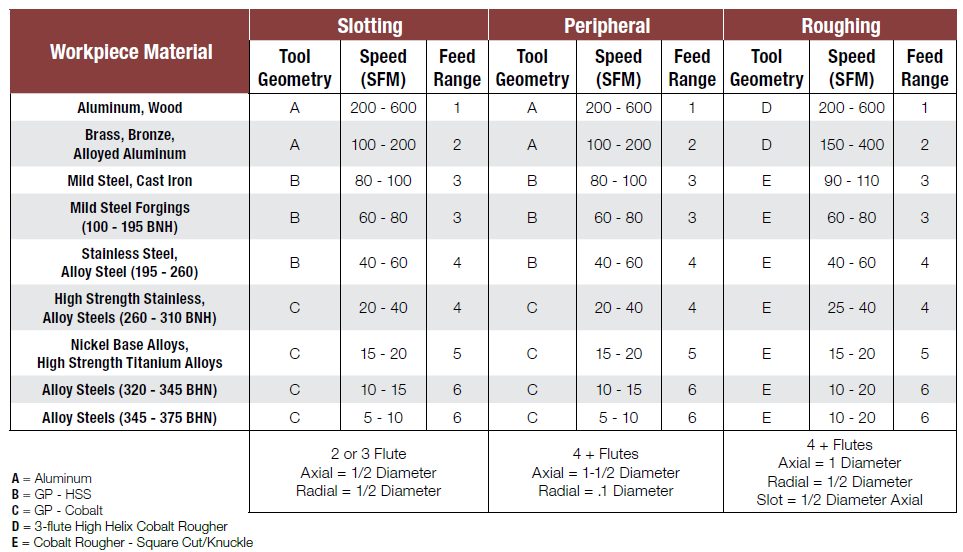 Workpiece Material
Slotting
Peripheral
Roughing
Tool Geometry Speed (SFM) Feed Range Tool Geometry Speed (SFM) Feed Range Tool Geometry Speed (SFM) Feed Range
Aluminum, Wood A 200 - 600 1 A 200 - 600 1 D 200 - 600 1
Brass, Bronze,
Alloyed Aluminum A 100 - 200 2 A 100 - 200 2 D 150 - 400 2
Mild Steel, Cast Iron B 80 - 100 3 B 80 - 100 3 E 90 - 110 3
Mild Steel Forgings
(100 - 195 BNH) B 60 - 80 3 B 60 - 80 3 E 60 - 80 3
Stainless Steel,
Alloy Steel (195 - 260) B 40 - 60 4 B 40 - 60 4 E 40 - 60 4
High Strength Stainless,
Alloy Steels (260 - 310 BNH) C 20 - 40 4 C 20 - 40 4 E 25 - 40 4
Nickel Base Alloys,
High Strength Titanium Alloys C 15 - 20 5 C 15 - 20 5 E 15 - 20 5
Alloy Steels (320 - 345 BHN) C 10 - 15 6 C 10 - 15 6 E 10 - 20 6
Alloy Steels (345 - 375 BHN) C 5 - 10 6 C 5 - 10 6 E 10 - 20 6
2 or 3 Flute
Axial = 1/2 Diameter
Radial = 1/2 Diameter
4 + Flutes
Axial = 1-1/2 Diameter
Radial = .1 Diameter
4 + Flutes
Axial = 1 Diameter
Radial = 1/2 Diameter
Slot = 1/2 Diameter Axial
A = Aluminum
B = GP - HSS
C = GP - Cobalt
D = 3-flute High Helix Cobalt Rougher
E = Cobalt Rougher - Square Cut/Knuckle